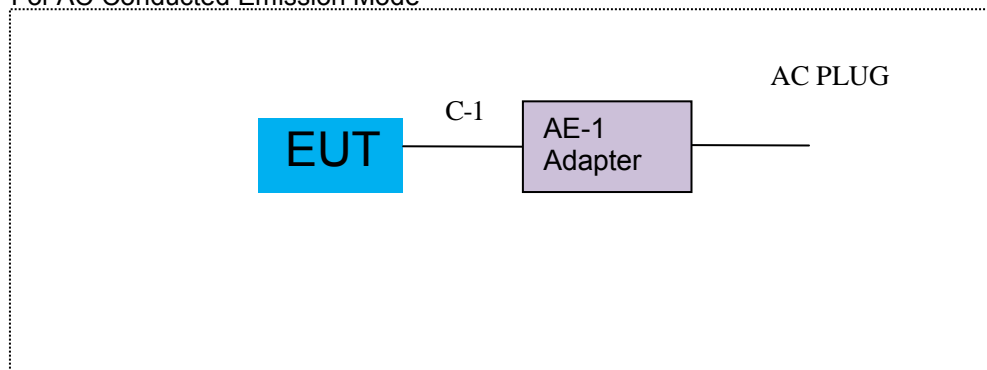 For AC Conducted Emission Mode
AC PLUG
C-1
EUT
AE-1
Adapter